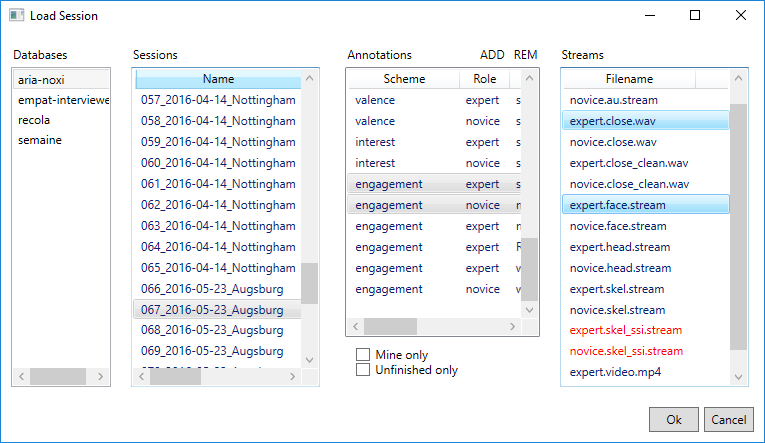 Load Session
Databases
aria-noxi
empat-interviewe
recola
semaine
Sessions
Name
057_2016-04-14_Nottingham
058_2016-04-14_Nottingham
059_2016-04-14_Nottingham
060_2016-04-14_Nottingham
061_2016-04-14_Nottingham
062_2016-04-14_Nottingham
063_2016-04-14_Nottingham
064_2016-04-14_Nottingham
065_2016-04-14_Nottingham
066_2016-05-23_Augsburg
067_2016-05-23_Augsburg
068_2016-05-23_Augsburg
069_2016-05-23_Augsburg
Annotations ADD REM
Scheme Role
valence expert s
valence novice s
interest expert s
interest novice s
engagement expert s
engagement novice
engagement expert
engagement novice
engagement expert R
engagement expert
engagement novice
Mine only
Unfinished only
Streams
Filename
novice.au.stream
expert.close.wav
novice.close.wav
expert.close_clean.wav
novice.close_clean.wav
expert.face.stream
novice.face.stream
expert.head.stream
novice.head.stream
expert.skel.stream
novice.skel.stream
expert.skel_ssi.stream
novice.skel_ssi.stream
expert.video.mp4
Ok Cancel